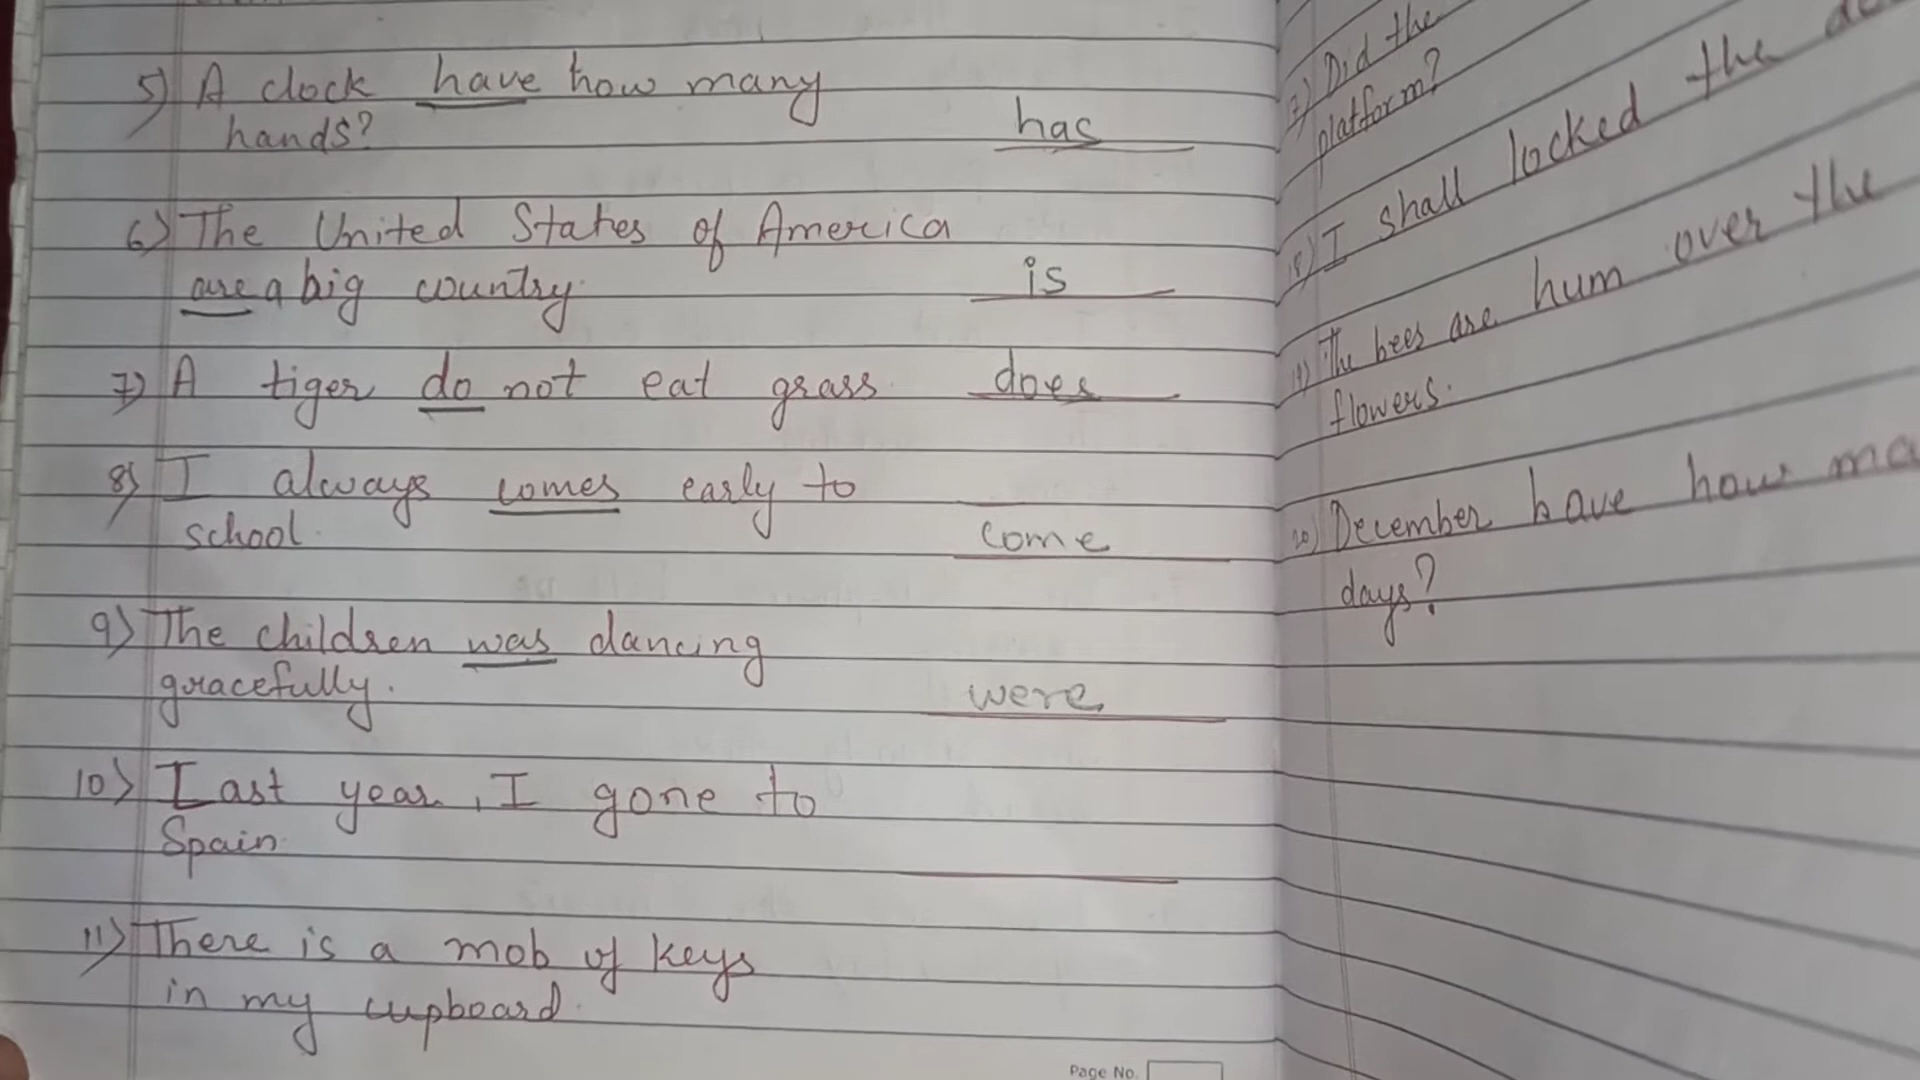 5) A clock have how many
hands?
has
6) The United States of America
are a big country.
is
7) A tiger do not eat grass.
does
8) I always comes early to
school.
come
9) The children was dancing
gracefully.
were
10) Last year, I gone to
Spain.
11) There is a mob of keys
in my cupboard.
Page No.
Did the
platform?
18) I shall locked the
19) The bees are hum over the
flowers.
20) December have how
days?